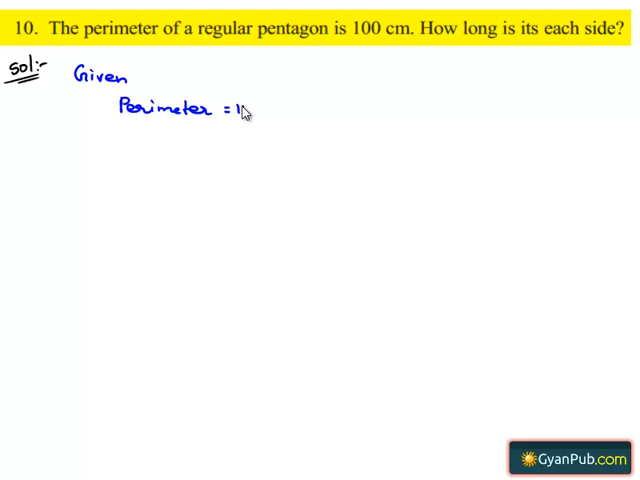 10. The perimeter of a regular pentagon is 100 cm. How long is its each side?
Sol:-
Given
Perimeter = 1
GyanPub.com